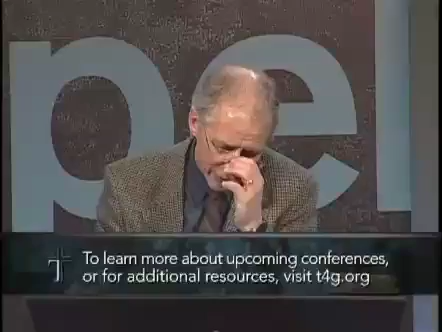 pel
To learn more about upcoming conferences,
or for additional resources, visit t4g.org